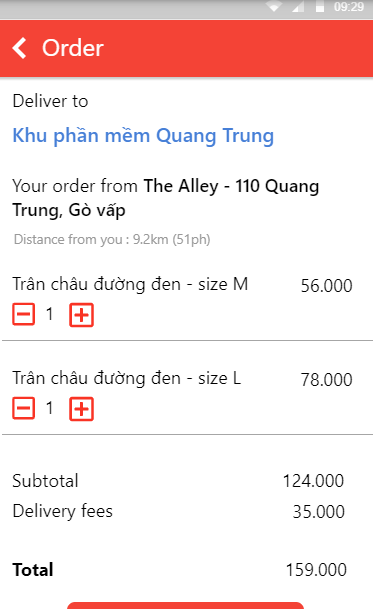 09:29
Order
Deliver to
Khu phần mềm Quang Trung
Your order from The Alley - 110 Quang
Trung, Gò vấp
Distance from you : 9.2km (51ph)
Trân châu đường đen - size M 56.000
1
Trân châu đường đen - size L 78.000
1
Subtotal 124.000
Delivery fees 35.000
Total 159.000